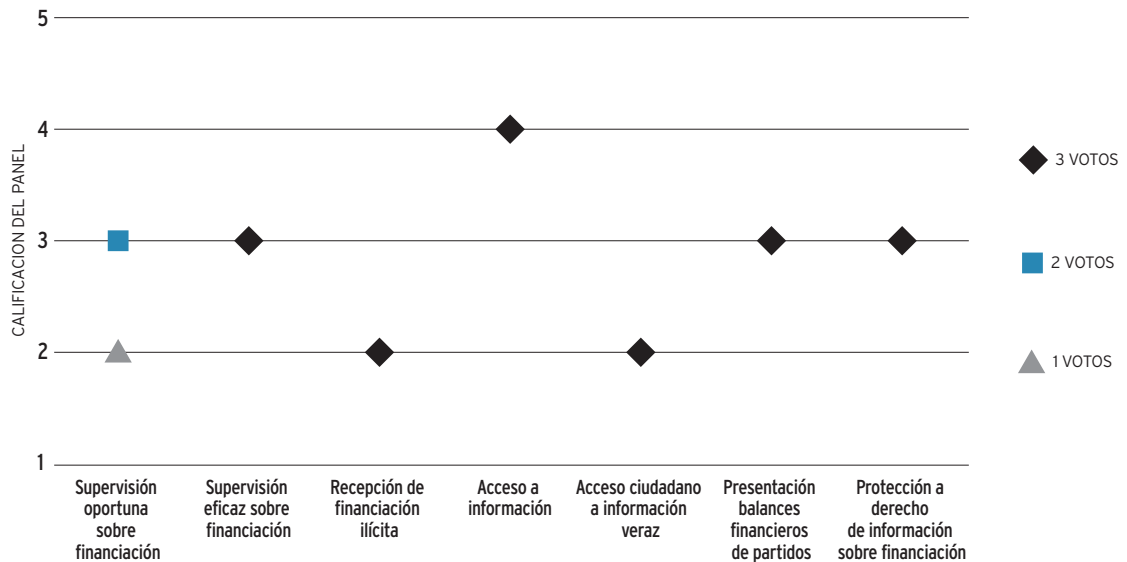 5
4
3
2
1
CALIFICACION DEL PANEL
3 VOTOS
2 VOTOS
1 VOTOS
Supervisión
oportuna
sobre
financiación
Supervisión
eficaz sobre
financiación
Recepción de
financiación
ilícita
Acceso a
información
Acceso ciudadano
a información
veraz
Presentación
balances
financieros
de partidos
Protección a
derecho
de información
sobre financiación